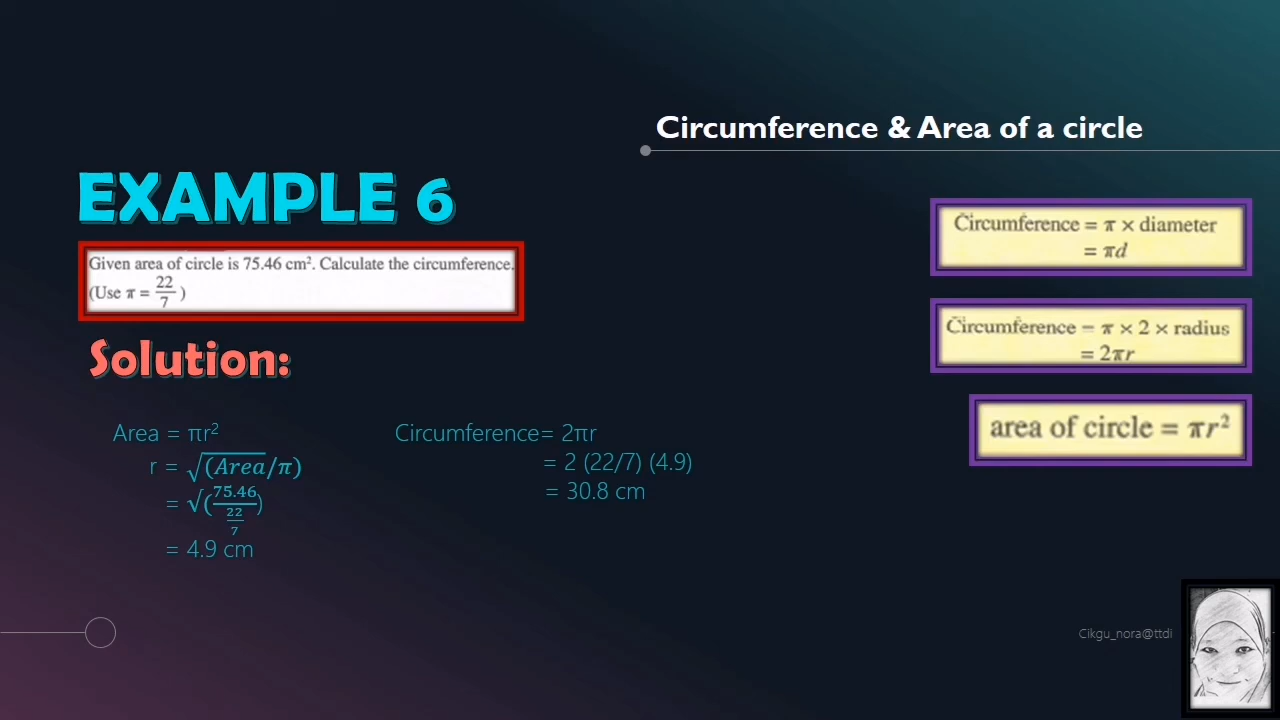 Circumference & Area of a circle
EXAMPLE 6
Given area of circle is 75.46 cm². Calculate the circumference.
(Use π = 22/7 )
Solution:
Area = πr²
r = √(Area/π)
= √(75.46/(22/7))
= 4.9 cm
Circumference= 2πr
= 2 (22/7) (4.9)
= 30.8 cm
Circumference = π × diameter
= πd
Circumference = π × 2 × radius
= 2πr
area of circle = πr²
Cikgu_nora@ttdi